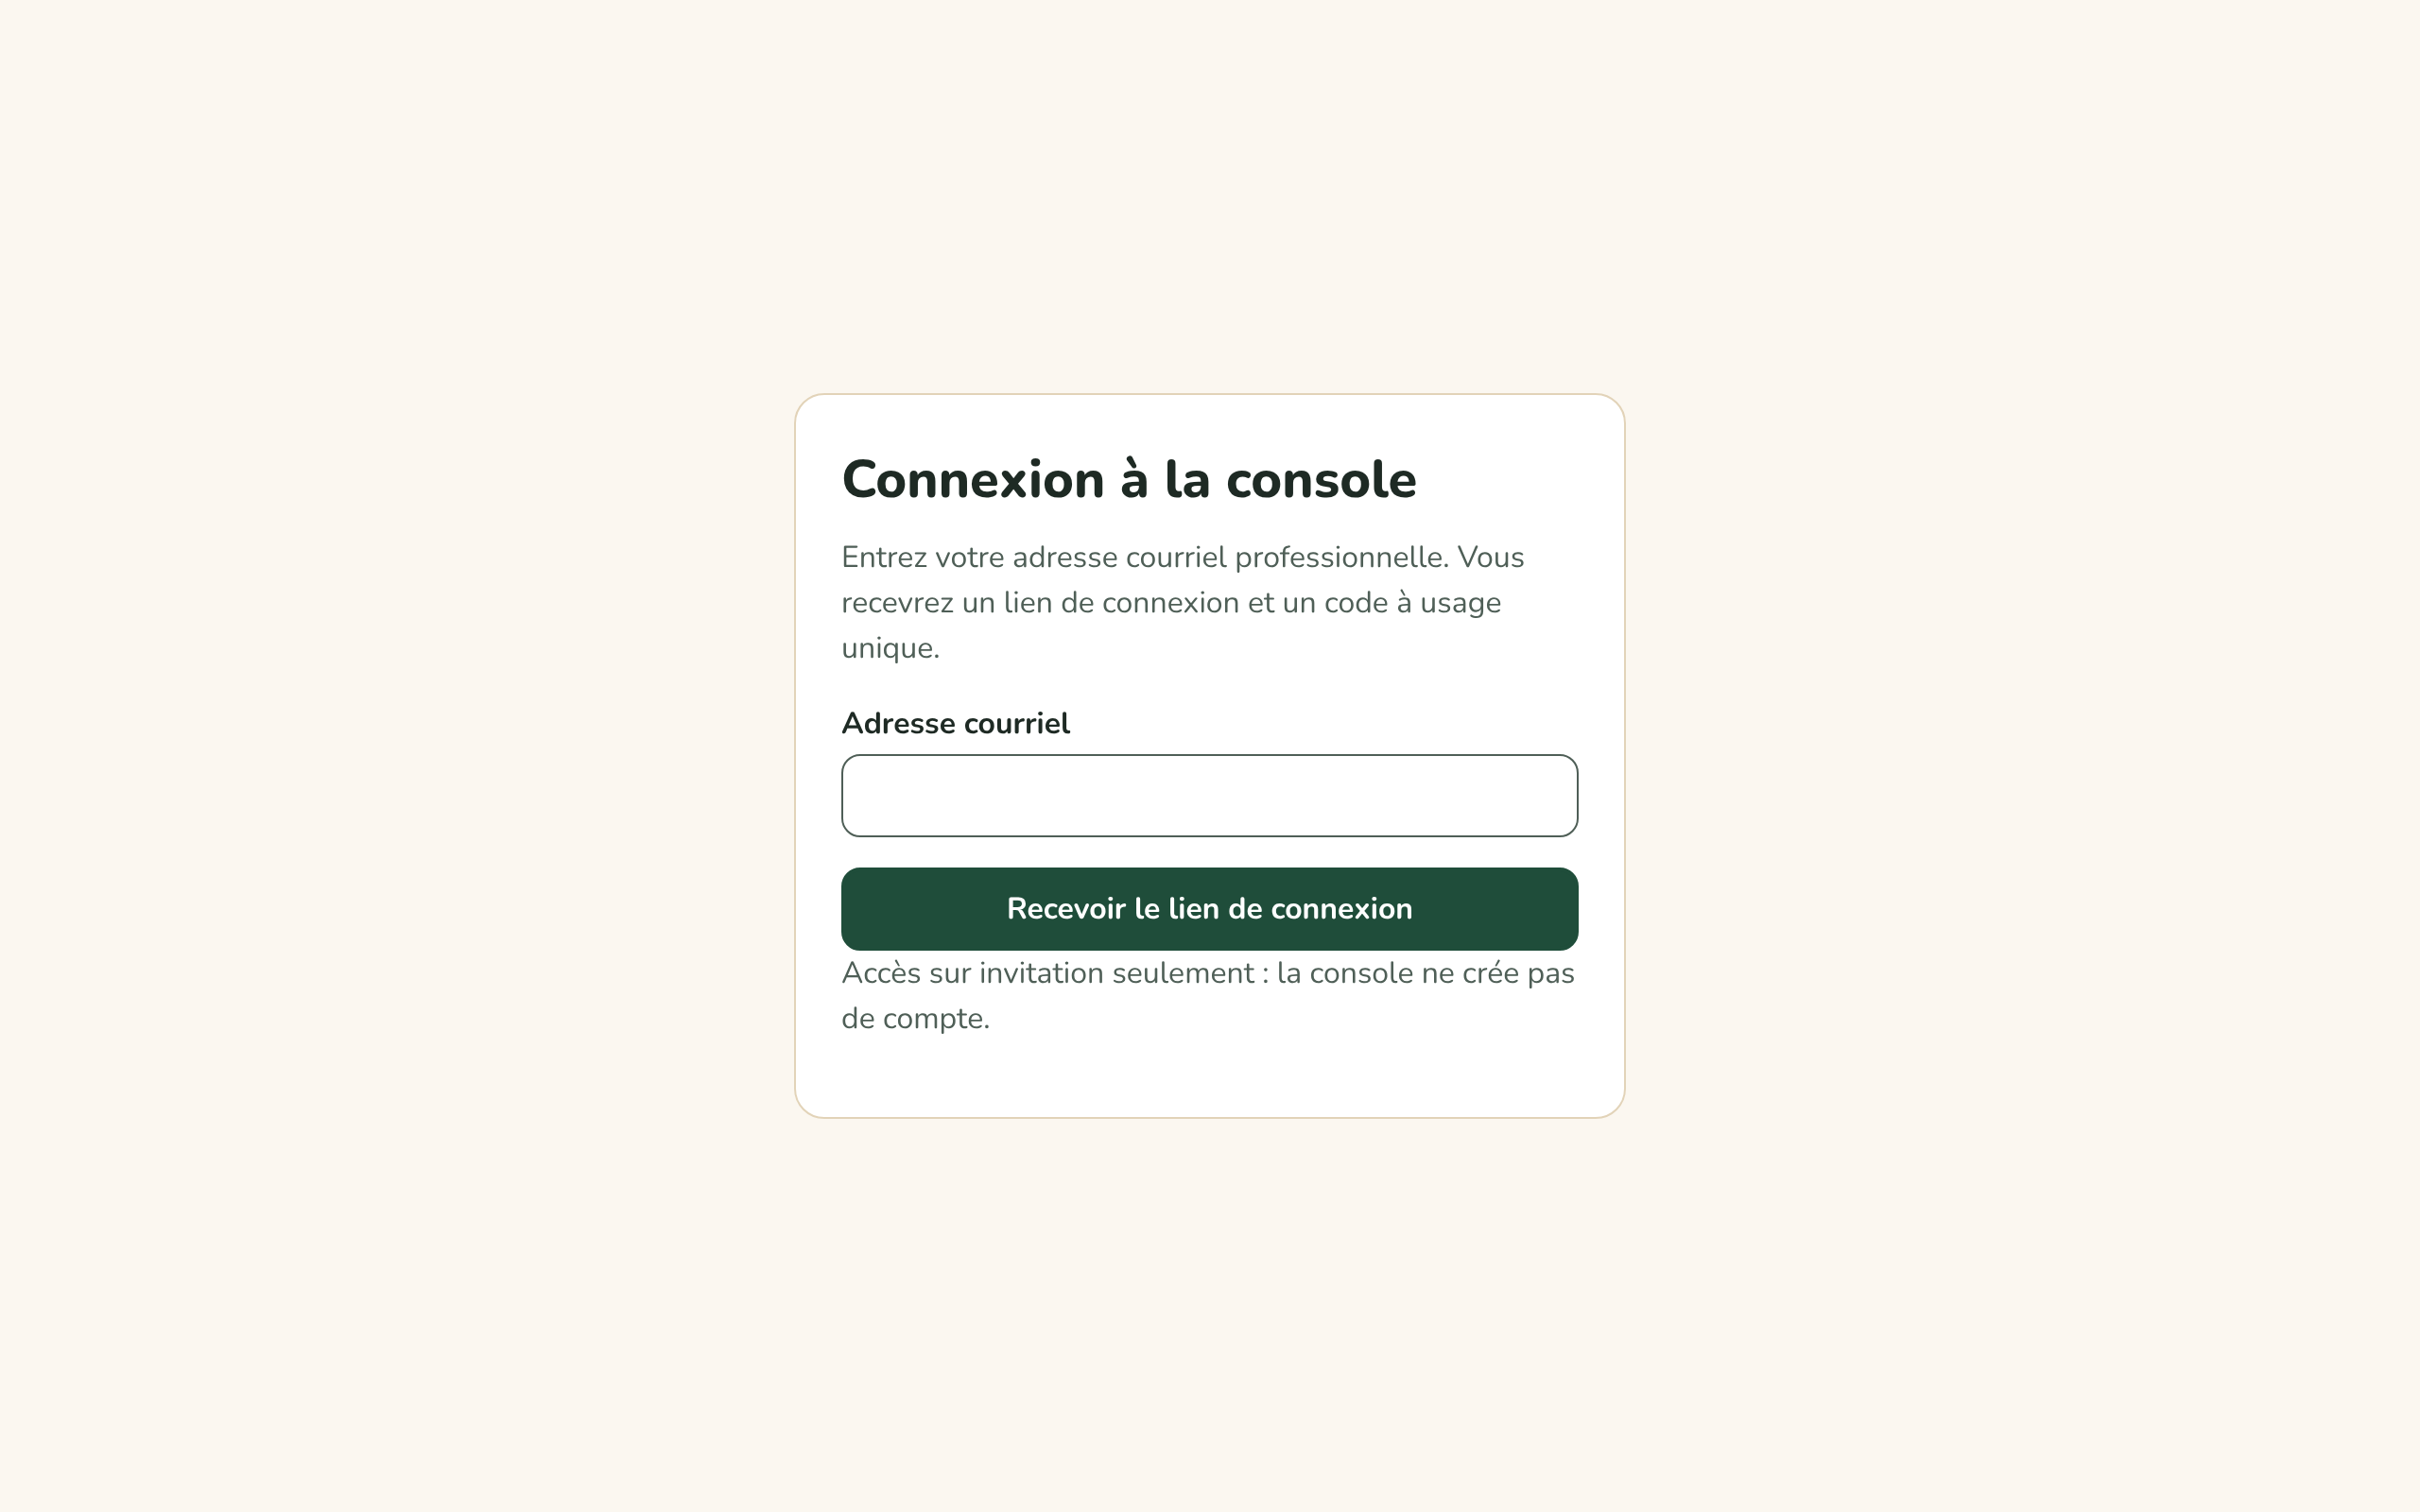 Connexion à la console
Entrez votre adresse courriel professionnelle. Vous
recevrez un lien de connexion et un code à usage
unique.
Adresse courriel
Recevoir le lien de connexion
Accès sur invitation seulement : la console ne crée pas
de compte.